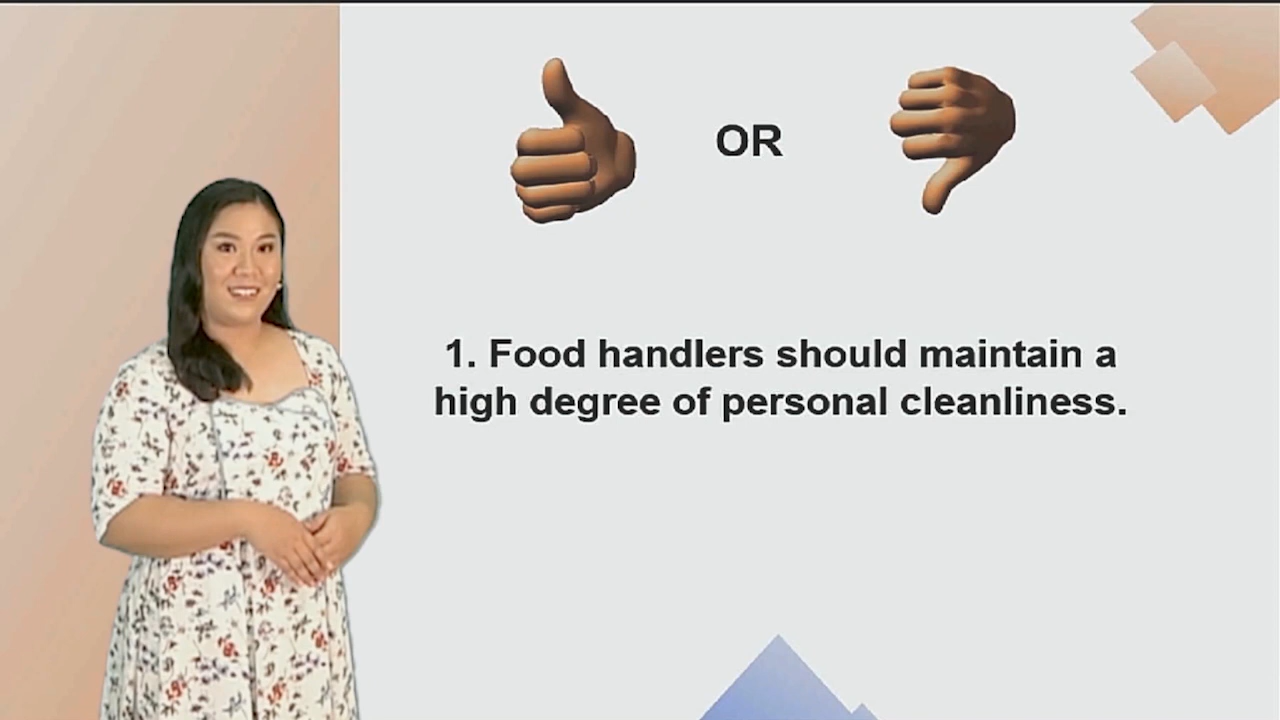 OR
1. Food handlers should maintain a
high degree of personal cleanliness.